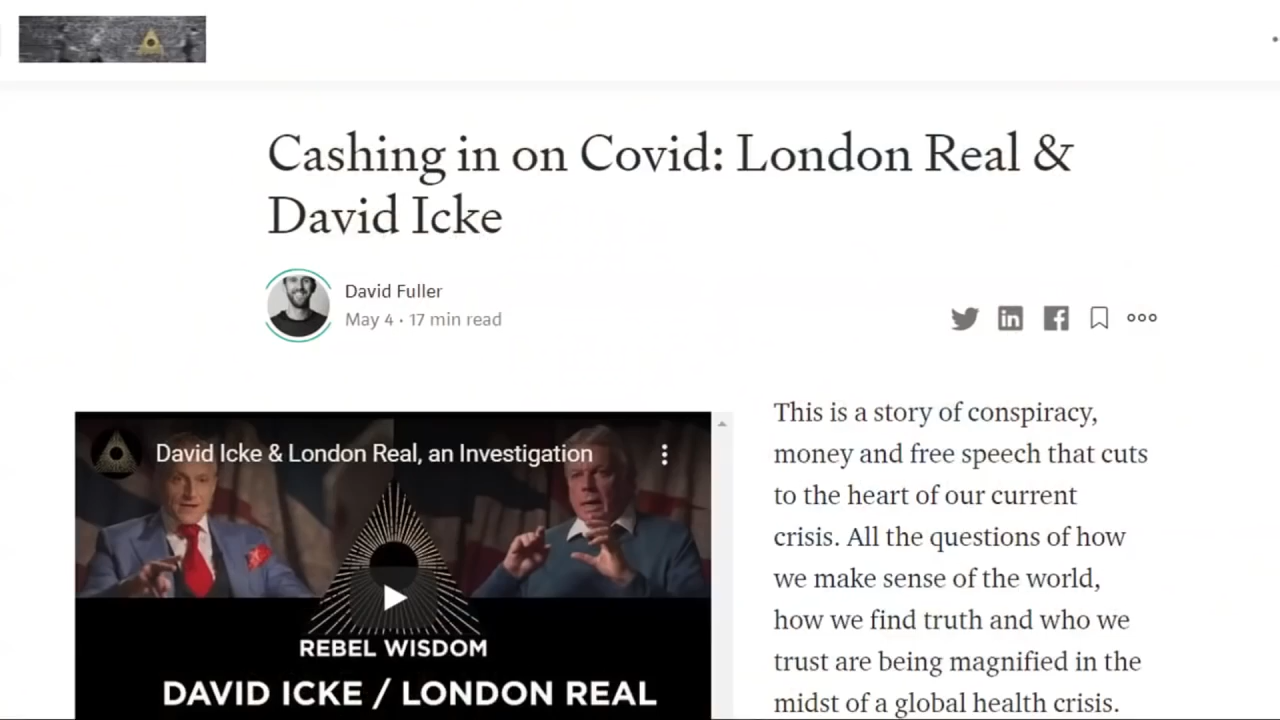 Cashing in on Covid: London Real &
David Icke
David Fuller
May 4 · 17 min read
David Icke & London Real, an Investigation
REBEL WISDOM
DAVID ICKE / LONDON REAL
This is a story of conspiracy,
money and free speech that cuts
to the heart of our current
crisis. All the questions of how
we make sense of the world,
how we find truth and who we
trust are being magnified in the
midst of a global health crisis.